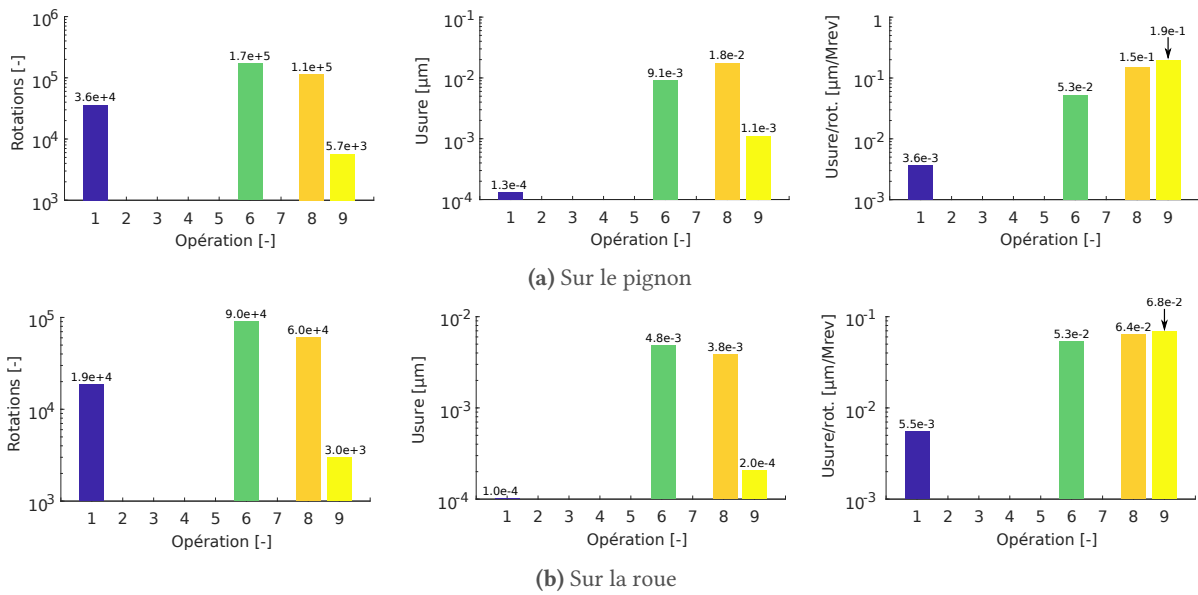 Rotations [-]
10^6
10^5
10^4
10^3
3.6e+4
1.7e+5
1.1e+5
5.7e+3
1 2 3 4 5 6 7 8 9
Opération [-]
Usure [µm]
10^-1
10^-2
10^-3
10^-4
1.3e-4
9.1e-3
1.8e-2
1.1e-3
1 2 3 4 5 6 7 8 9
Opération [-]
Usure/rot. [µm/Mrev]
1
10^-1
10^-2
10^-3
3.6e-3
5.3e-2
1.5e-1
1.9e-1
1 2 3 4 5 6 7 8 9
Opération [-]
(a) Sur le pignon
Rotations [-]
10^5
10^4
10^3
1.9e+4
9.0e+4
6.0e+4
3.0e+3
1 2 3 4 5 6 7 8 9
Opération [-]
Usure [µm]
10^-2
10^-3
10^-4
1.0e-4
4.8e-3
3.8e-3
2.0e-4
1 2 3 4 5 6 7 8 9
Opération [-]
Usure/rot. [µm/Mrev]
10^-1
10^-2
10^-3
5.5e-3
5.3e-2
6.4e-2
6.8e-2
1 2 3 4 5 6 7 8 9
Opération [-]
(b) Sur la roue